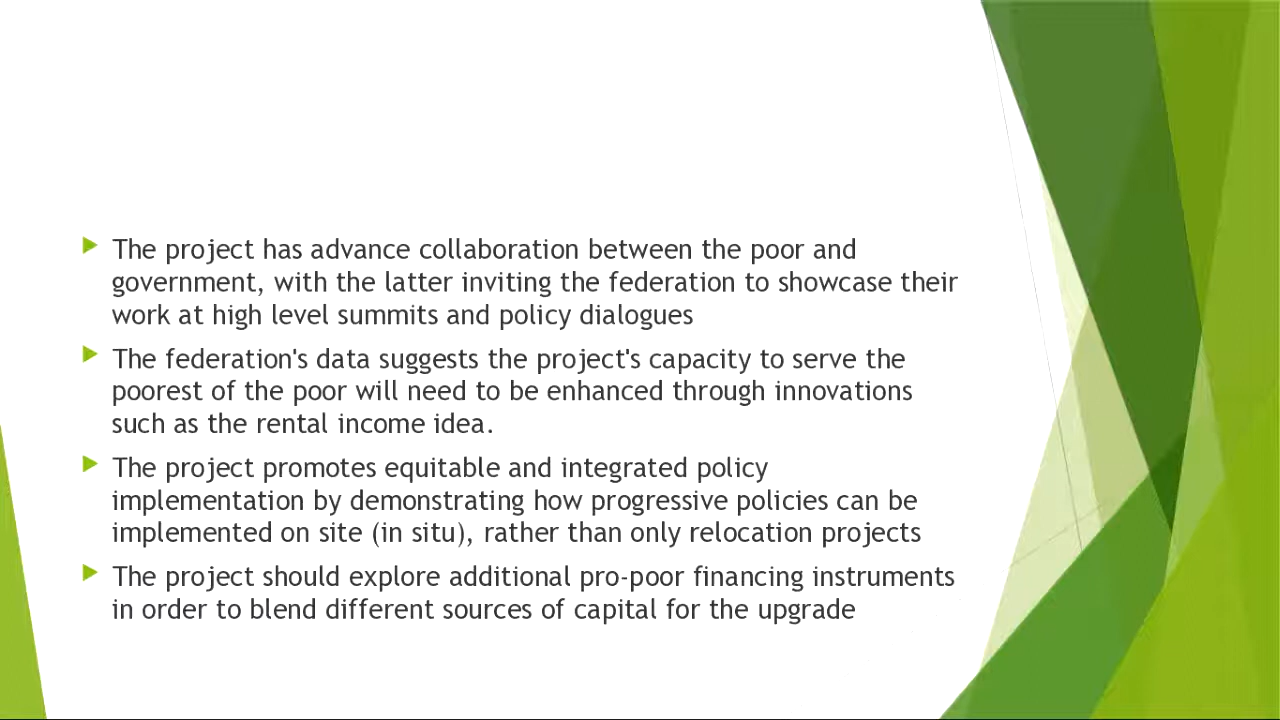 The project has advance collaboration between the poor and
government, with the latter inviting the federation to showcase their
work at high level summits and policy dialogues
The federation's data suggests the project's capacity to serve the
poorest of the poor will need to be enhanced through innovations
such as the rental income idea.
The project promotes equitable and integrated policy
implementation by demonstrating how progressive policies can be
implemented on site (in situ), rather than only relocation projects
The project should explore additional pro-poor financing instruments
in order to blend different sources of capital for the upgrade